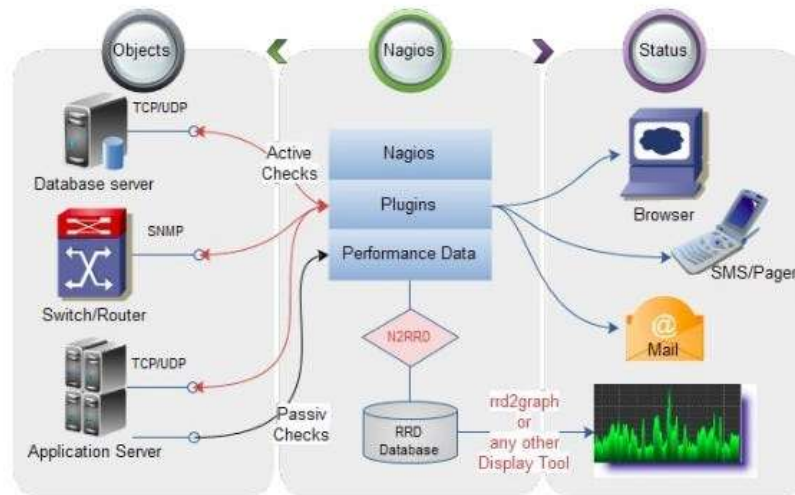 Objects
Nagios
Status
TCP/UDP
Database server
SNMP
Switch/Router
TCP/UDP
Application Server
Active
Checks
Passiv
Checks
Nagios
Plugins
Performance Data
N2RRD
RRD
Database
rrd2graph
or
any other
Display Tool
Browser
SMS/Pager
@
Mail